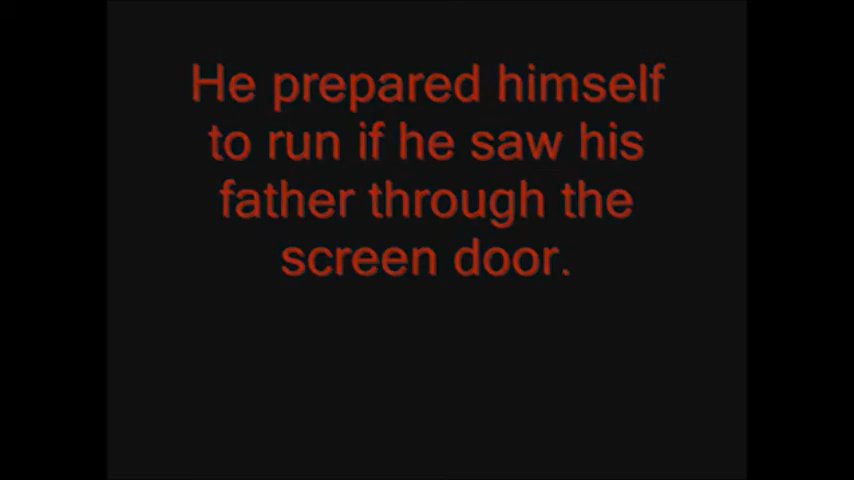 He prepared himself
to run if he saw his
father through the
screen door.